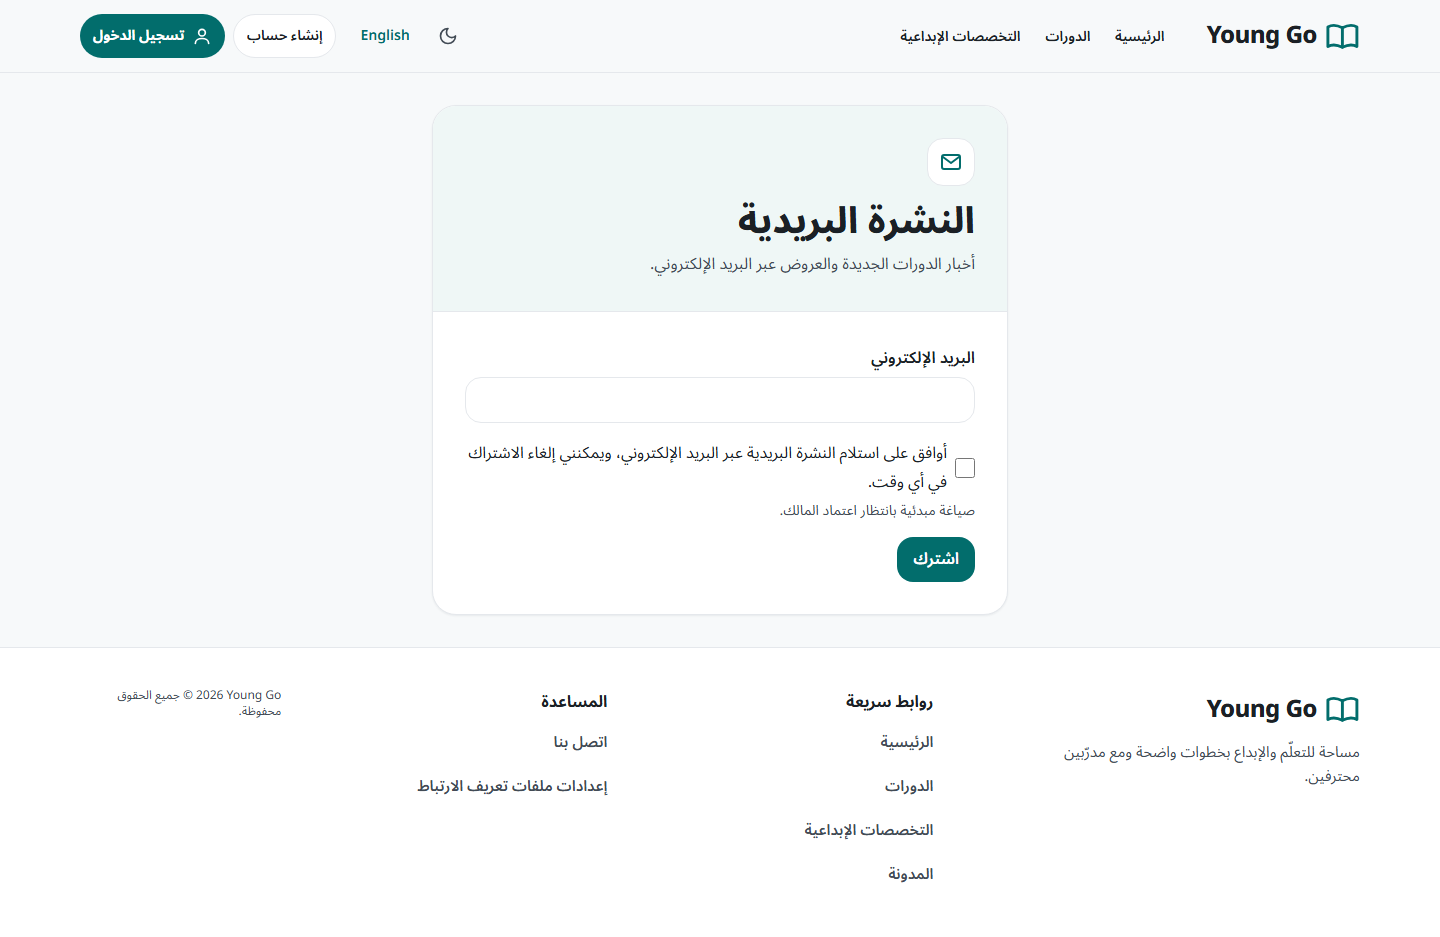 Young Go
الرئيسية
الدورات
التخصصات الإبداعية
English
إنشاء حساب
تسجيل الدخول
النشرة البريدية
أخبار الدورات الجديدة والعروض عبر البريد الإلكتروني.
البريد الإلكتروني
أوافق على استلام النشرة البريدية عبر البريد الإلكتروني، ويمكنني إلغاء الاشتراك
في أي وقت.
صياغة مبدئية بانتظار اعتماد المالك.
اشترك
Young Go
مساحة للتعلّم والإبداع بخطوات واضحة ومع مدرّبين
محترفين.
روابط سريعة
الرئيسية
الدورات
التخصصات الإبداعية
المدونة
المساعدة
اتصل بنا
إعدادات ملفات تعريف الارتباط
Young Go 2026 © جميع الحقوق
محفوظة.